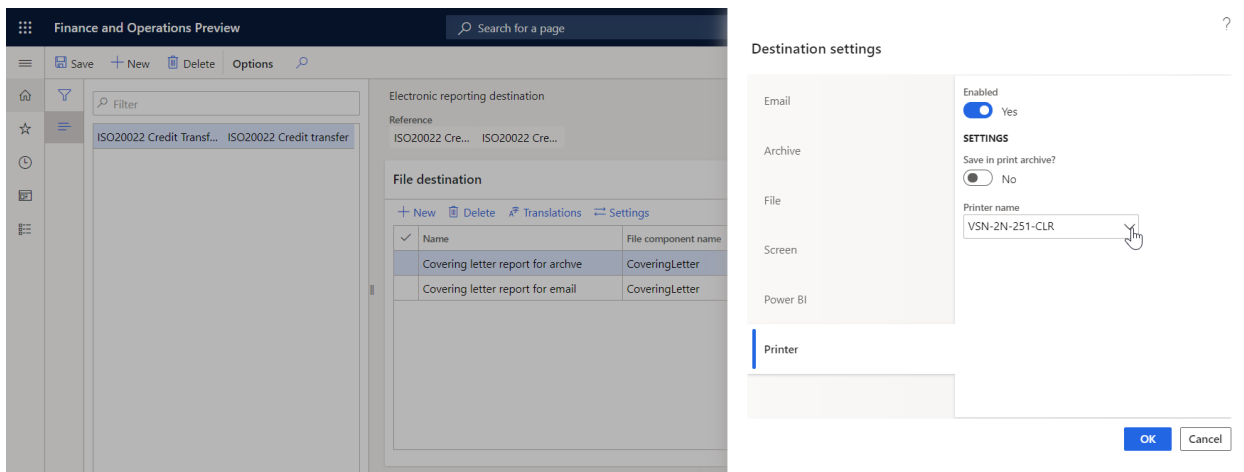 Finance and Operations Preview
Search for a page
?
Save New Delete Options
Filter
ISO20022 Credit Transf... ISO20022 Credit transfer
Electronic reporting destination
Reference
ISO20022 Cre... ISO20022 Cre...
File destination
New Delete Translations Settings
Name File component name
Covering letter report for archve CoveringLetter
Covering letter report for email CoveringLetter
Destination settings
Email
Archive
File
Screen
Power BI
Printer
Enabled
Yes
SETTINGS
Save in print archive?
No
Printer name
VSN-2N-251-CLR
OK Cancel